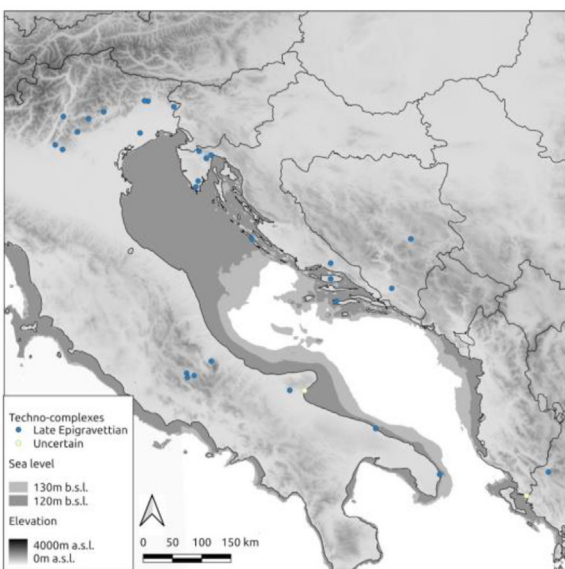 Techno-complexes
Late Epigravettian
Uncertain
Sea level
130m b.s.l.
120m b.s.l.
Elevation
4000m a.s.l.
0m a.s.l.
0 50 100 150 km